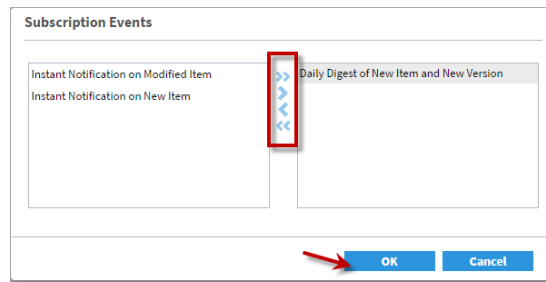 Subscription Events
Instant Notification on Modified Item
Instant Notification on New Item
Daily Digest of New Item and New Version
OK
Cancel